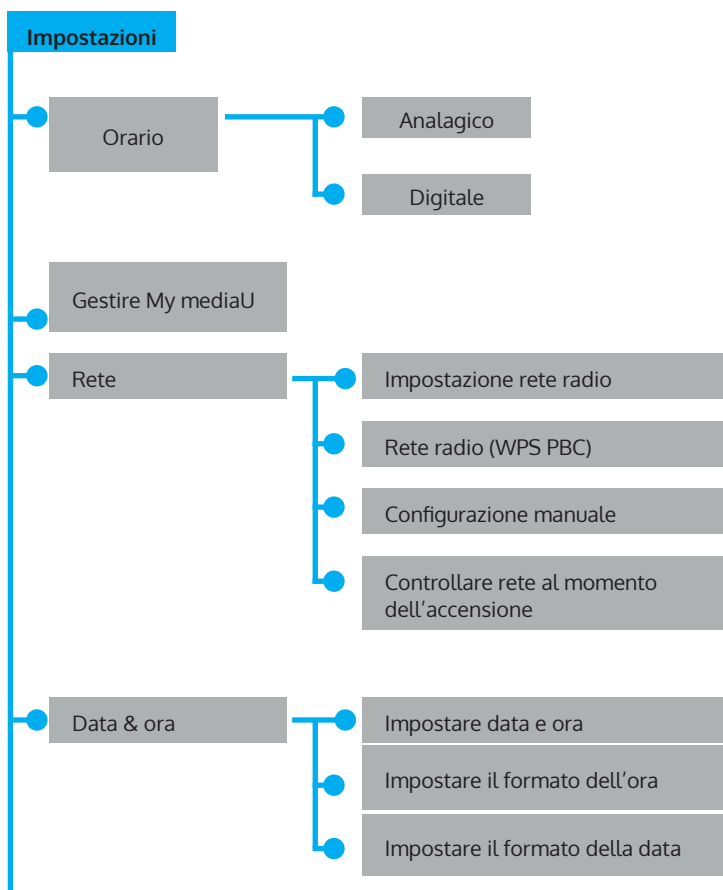 Impostazioni
Orario
Analagico
Digitale
Gestire My mediaU
Rete
Impostazione rete radio
Rete radio (WPS PBC)
Configurazione manuale
Controllare rete al momento
dell’accensione
Data & ora
Impostare data e ora
Impostare il formato dell’ora
Impostare il formato della data